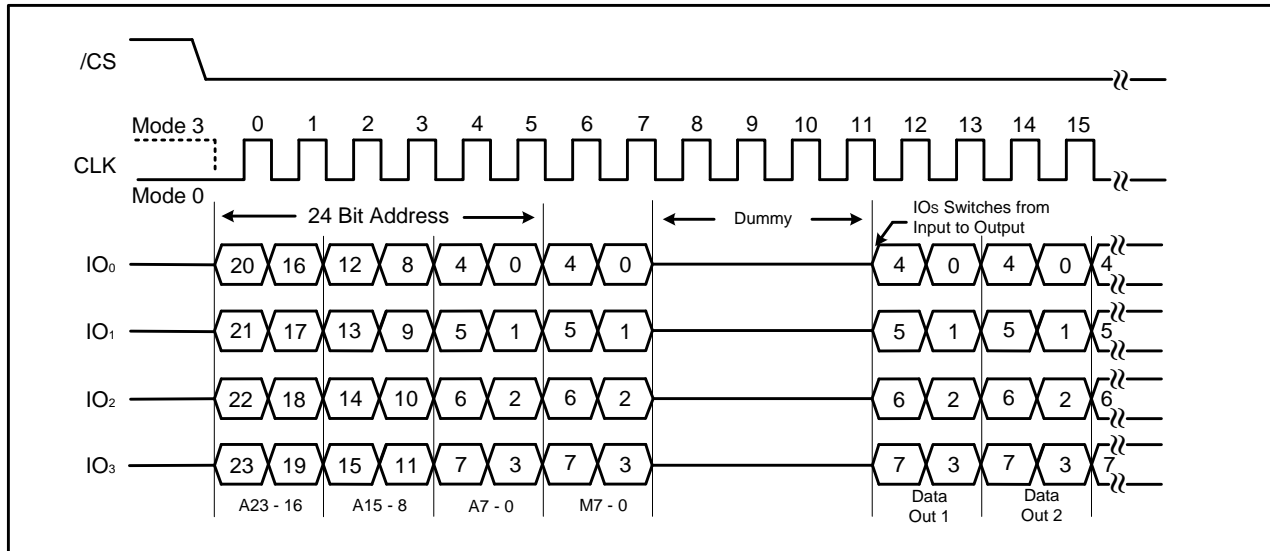 /CS
Mode 3
0 1 2 3 4 5 6 7 8 9 10 11 12 13 14 15
CLK
Mode 0
24 Bit Address
Dummy
IOs Switches from
Input to Output
IO0 20 16 12 8 4 0 4 0 4 0 4 0 4
IO1 21 17 13 9 5 1 5 1 5 1 5 1 5
IO2 22 18 14 10 6 2 6 2 6 2 6 2 6
IO3 23 19 15 11 7 3 7 3 7 3 7 3 7
A23 - 16 A15 - 8 A7 - 0 M7 - 0
Data
Out 1
Data
Out 2